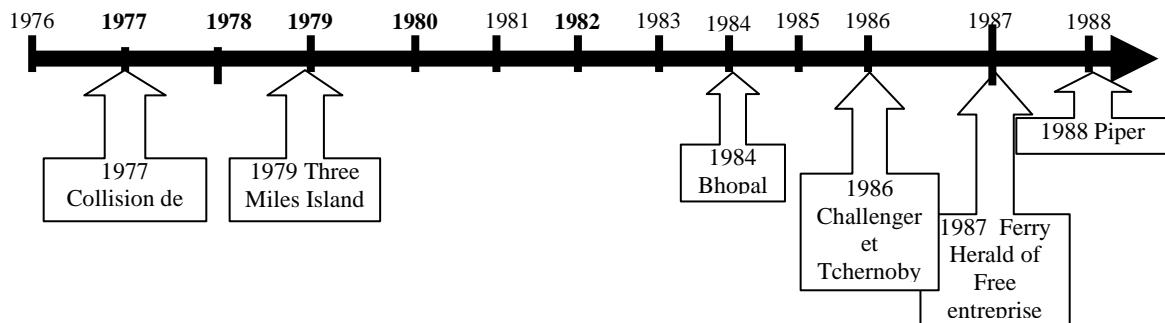 1976 1977 1978 1979 1980 1981 1982 1983 1984 1985 1986 1987 1988
1977
Collision de
1979 Three
Miles Island
1984
Bhopal
1986
Challenger
et
Tchernoby
1987 Ferry
Herald of
Free
entreprise
1988 Piper